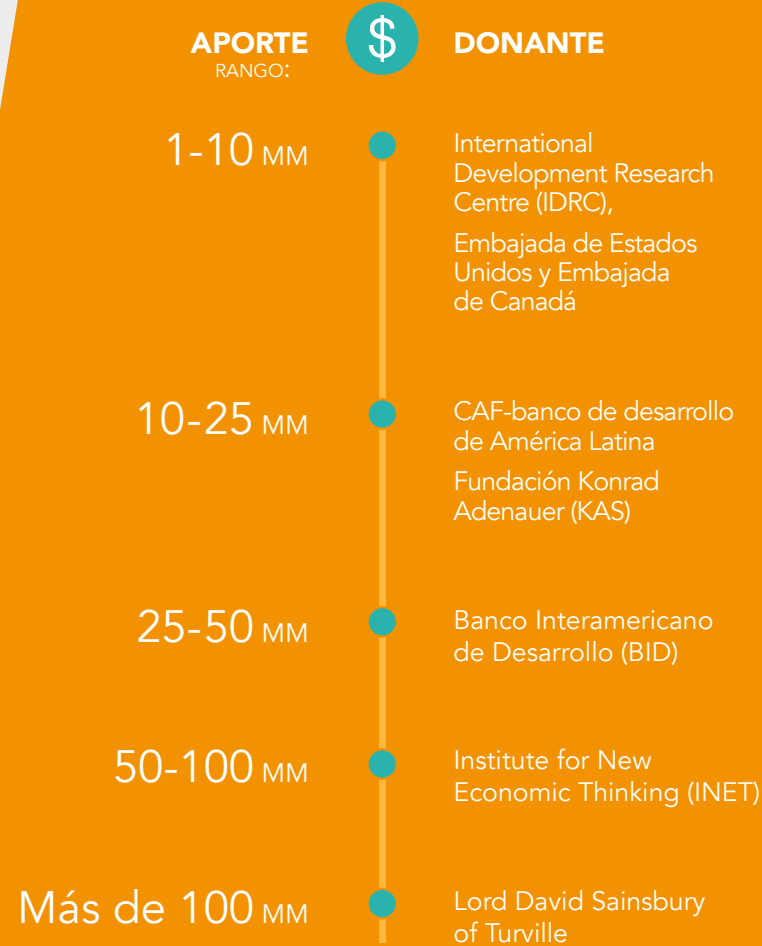 APORTE
RANGO:
$
DONANTE
1-10 MM
International
Development Research
Centre (IDRC),
Embajada de Estados
Unidos y Embajada
de Canadá
10-25 MM
CAF-banco de desarrollo
de América Latina
Fundación Konrad
Adenauer (KAS)
25-50 MM
Banco Interamericano
de Desarrollo (BID)
50-100 MM
Institute for New
Economic Thinking (INET)
Más de 100 MM
Lord David Sainsbury
of Turville